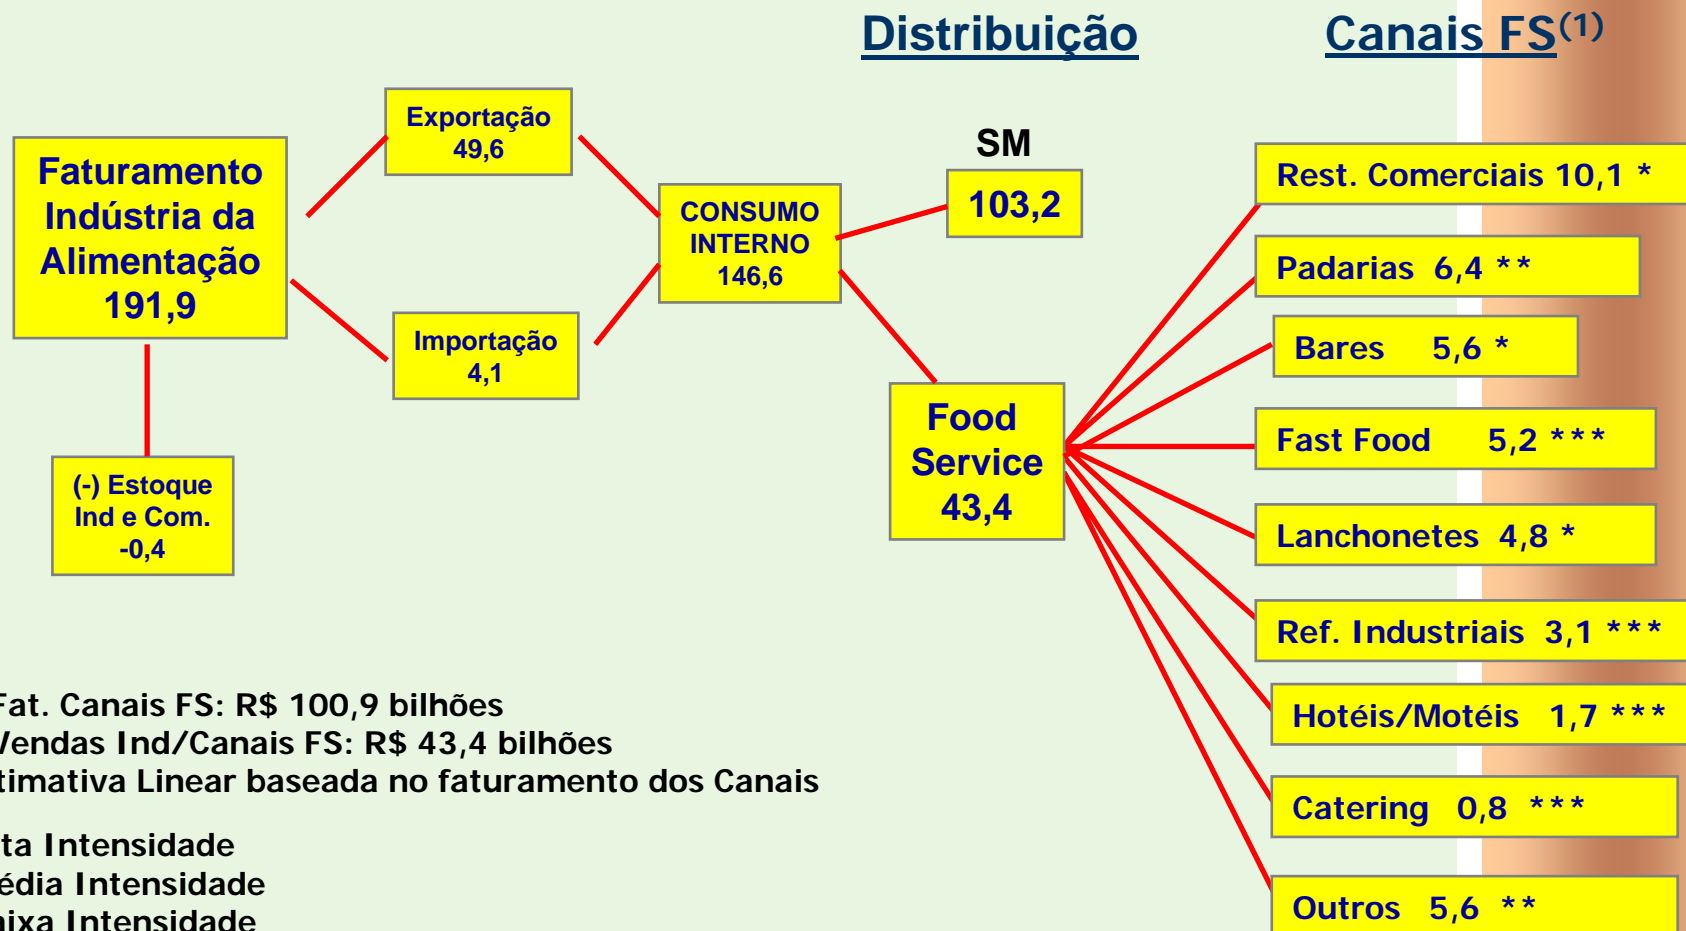 Distribuição
Canais FS(1)
Faturamento
Indústria da
Alimentação
191,9
Exportação
49,6
Importação
4,1
(-) Estoque
Ind e Com.
-0,4
CONSUMO
INTERNO
146,6
SM
103,2
Food
Service
43,4
Rest. Comerciais 10,1 *
Padarias 6,4 **
Bares 5,6 *
Fast Food 5,2 ***
Lanchonetes 4,8 *
Ref. Industriais 3,1 ***
Hotéis/Motéis 1,7 ***
Catering 0,8 ***
Outros 5,6 **
Fat. Canais FS: R$ 100,9 bilhões
Vendas Ind/Canais FS: R$ 43,4 bilhões
timativa Linear baseada no faturamento dos Canais
ta Intensidade
édia Intensidade
aixa Intensidade